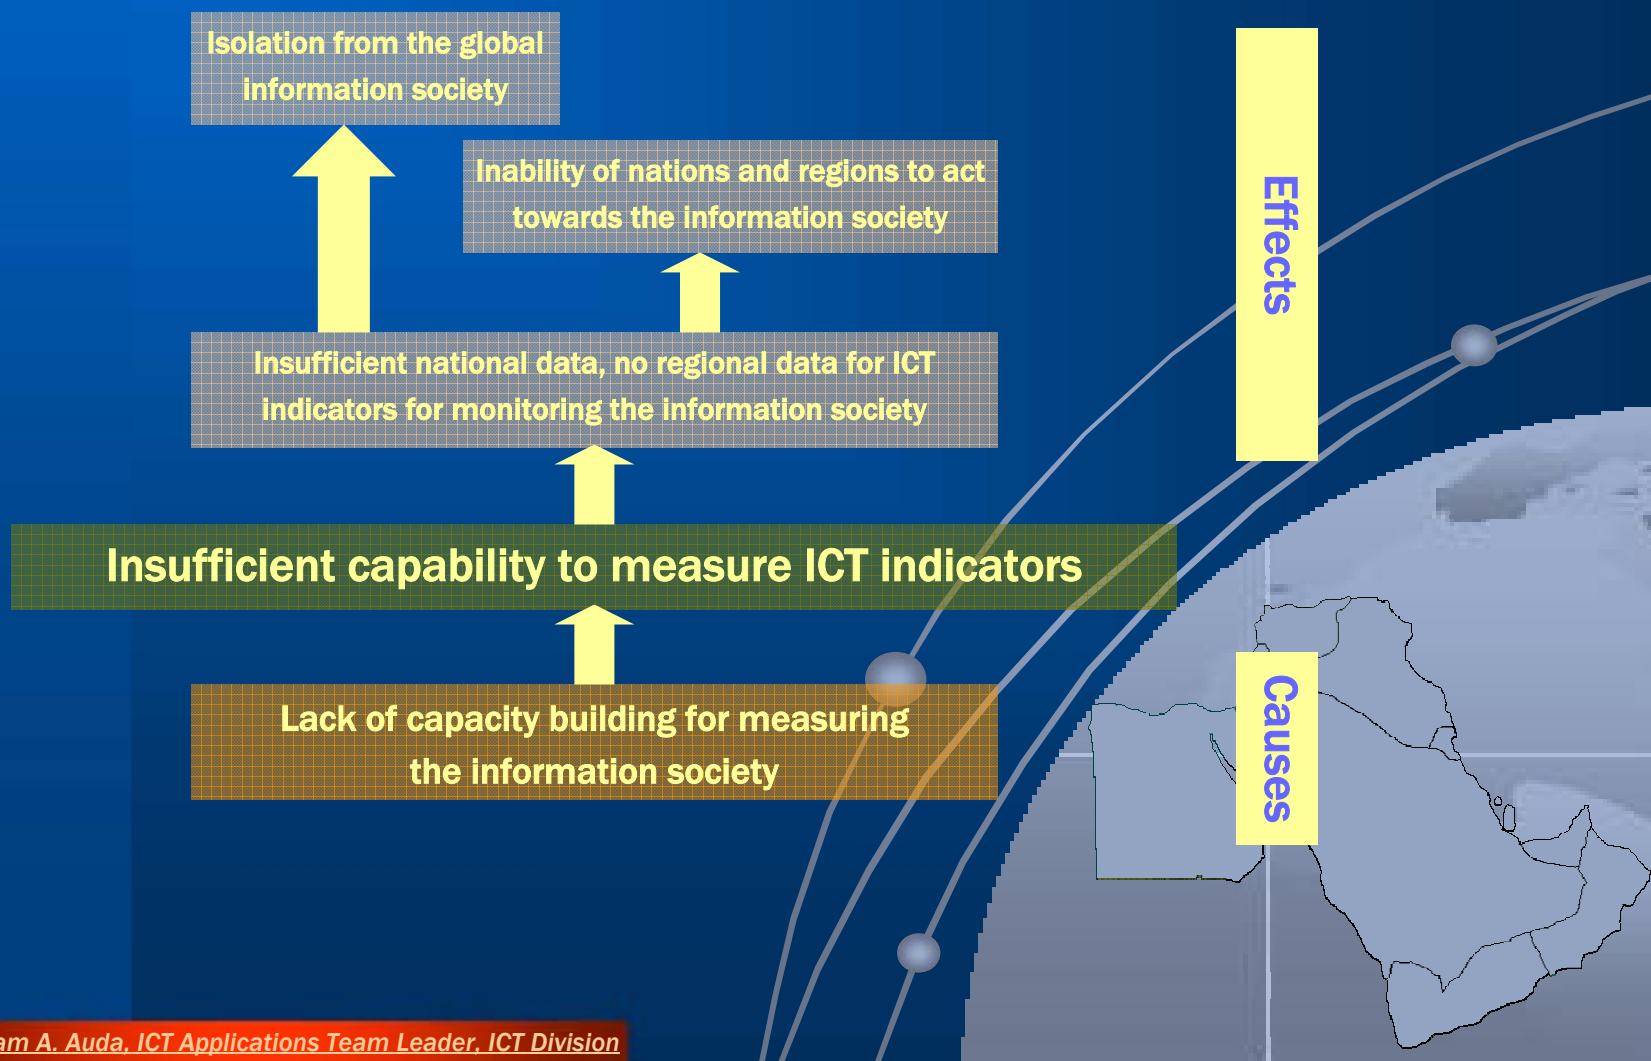 Isolation from the global
information society
Inability of nations and regions to act
towards the information society
Insufficient national data, no regional data for ICT
indicators for monitoring the information society
Insufficient capability to measure ICT indicators
Lack of capacity building for measuring
the information society
Effects
Causes
A. Auda, ICT Applications Team Leader, ICT Division